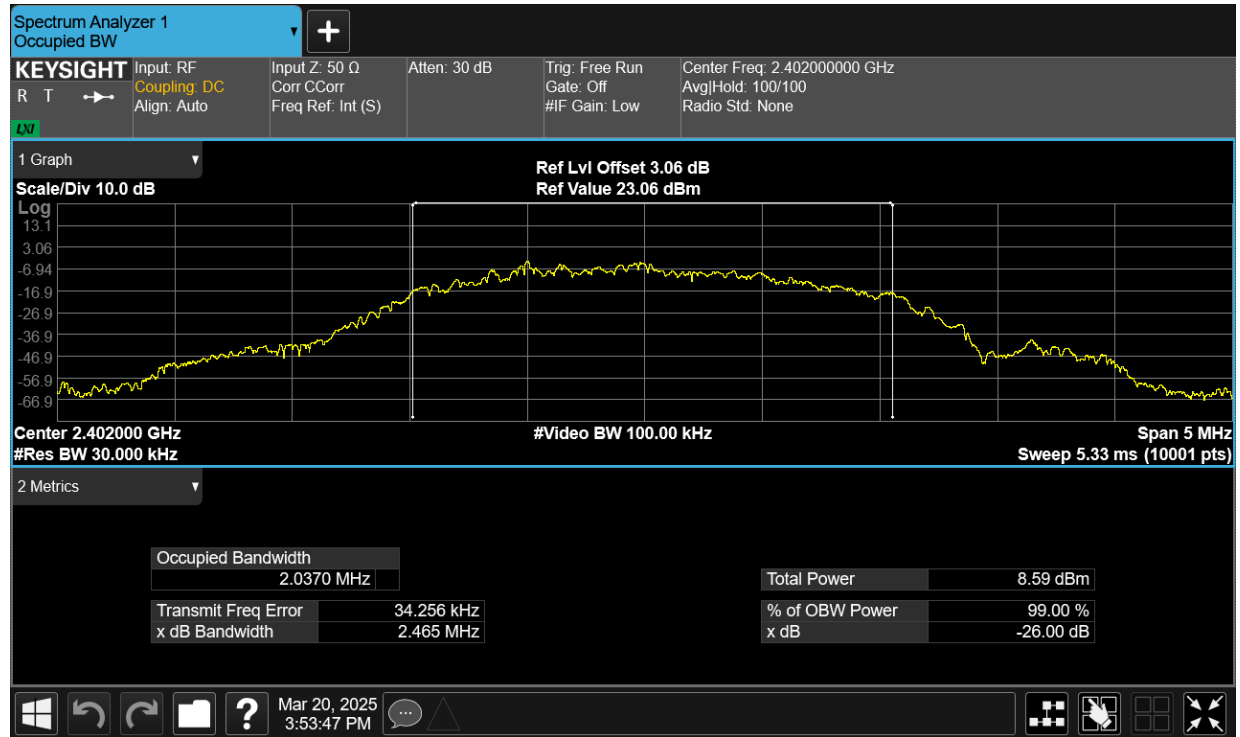 Spectrum Analyzer 1
Occupied BW
+
KEYSIGHT
R T
LXI
Input: RF
Coupling: DC
Align: Auto
Input Z: 50 Ω
Corr CCorr
Freq Ref: Int (S)
Atten: 30 dB
Trig: Free Run
Gate: Off
#IF Gain: Low
Center Freq: 2.402000000 GHz
Avg|Hold: 100/100
Radio Std: None
1 Graph
Scale/Div 10.0 dB
Ref Lvl Offset 3.06 dB
Ref Value 23.06 dBm
Log
13.1
3.06
-6.94
-16.9
-26.9
-36.9
-46.9
-56.9
-66.9
Center 2.402000 GHz
#Video BW 100.00 kHz
Span 5 MHz
#Res BW 30.000 kHz
Sweep 5.33 ms (10001 pts)
2 Metrics
Occupied Bandwidth
2.0370 MHz
Transmit Freq Error 34.256 kHz
x dB Bandwidth 2.465 MHz
Total Power 8.59 dBm
% of OBW Power 99.00 %
x dB -26.00 dB
?
Mar 20, 2025
3:53:47 PM